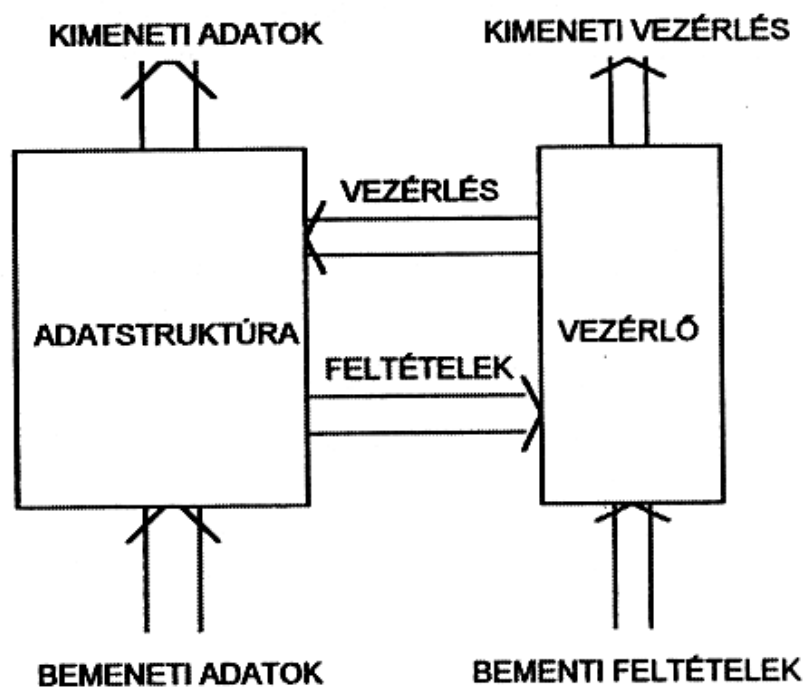 KIMENETI ADATOK
KIMENETI VEZÉRLÉS
VEZÉRLÉS
ADATSTRUKTÚRA
VEZÉRLŐ
FELTÉTELEK
BEMENETI ADATOK
BEMENTI FELTÉTELEK